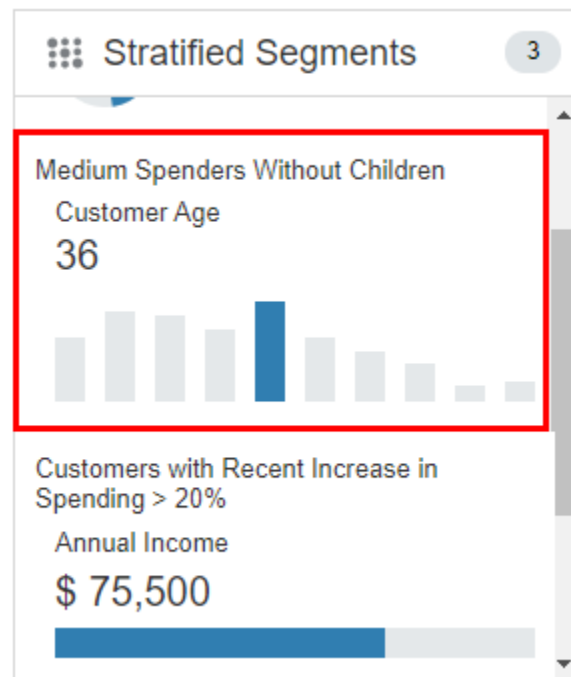 Stratified Segments 3
Medium Spenders Without Children
Customer Age
36
Customers with Recent Increase in
Spending > 20%
Annual Income
$ 75,500